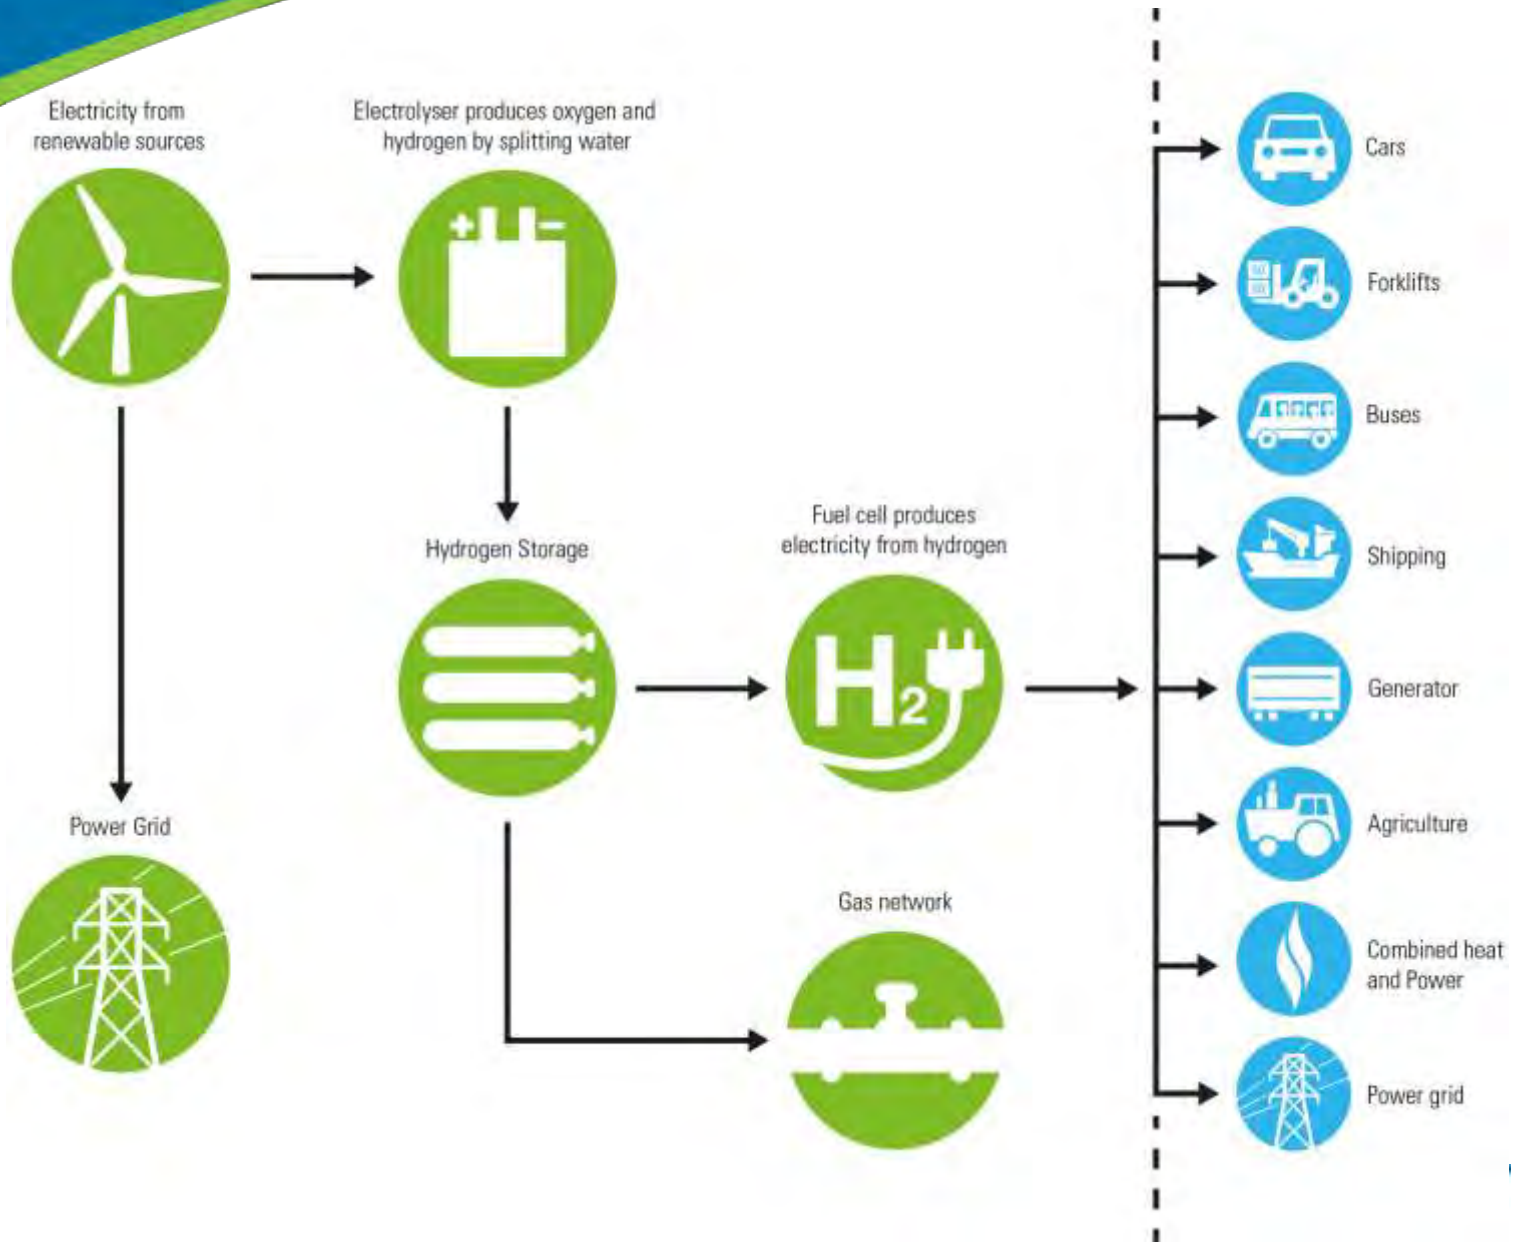 Electricity from
renewable sources
Electrolyser produces oxygen and
hydrogen by splitting water
Cars
Forklifts
Buses
Fuel cell produces
electricity from hydrogen
Hydrogen Storage
Shipping
H2
Generator
Power Grid
Agriculture
Gas network
Combined heat
and Power
Power grid